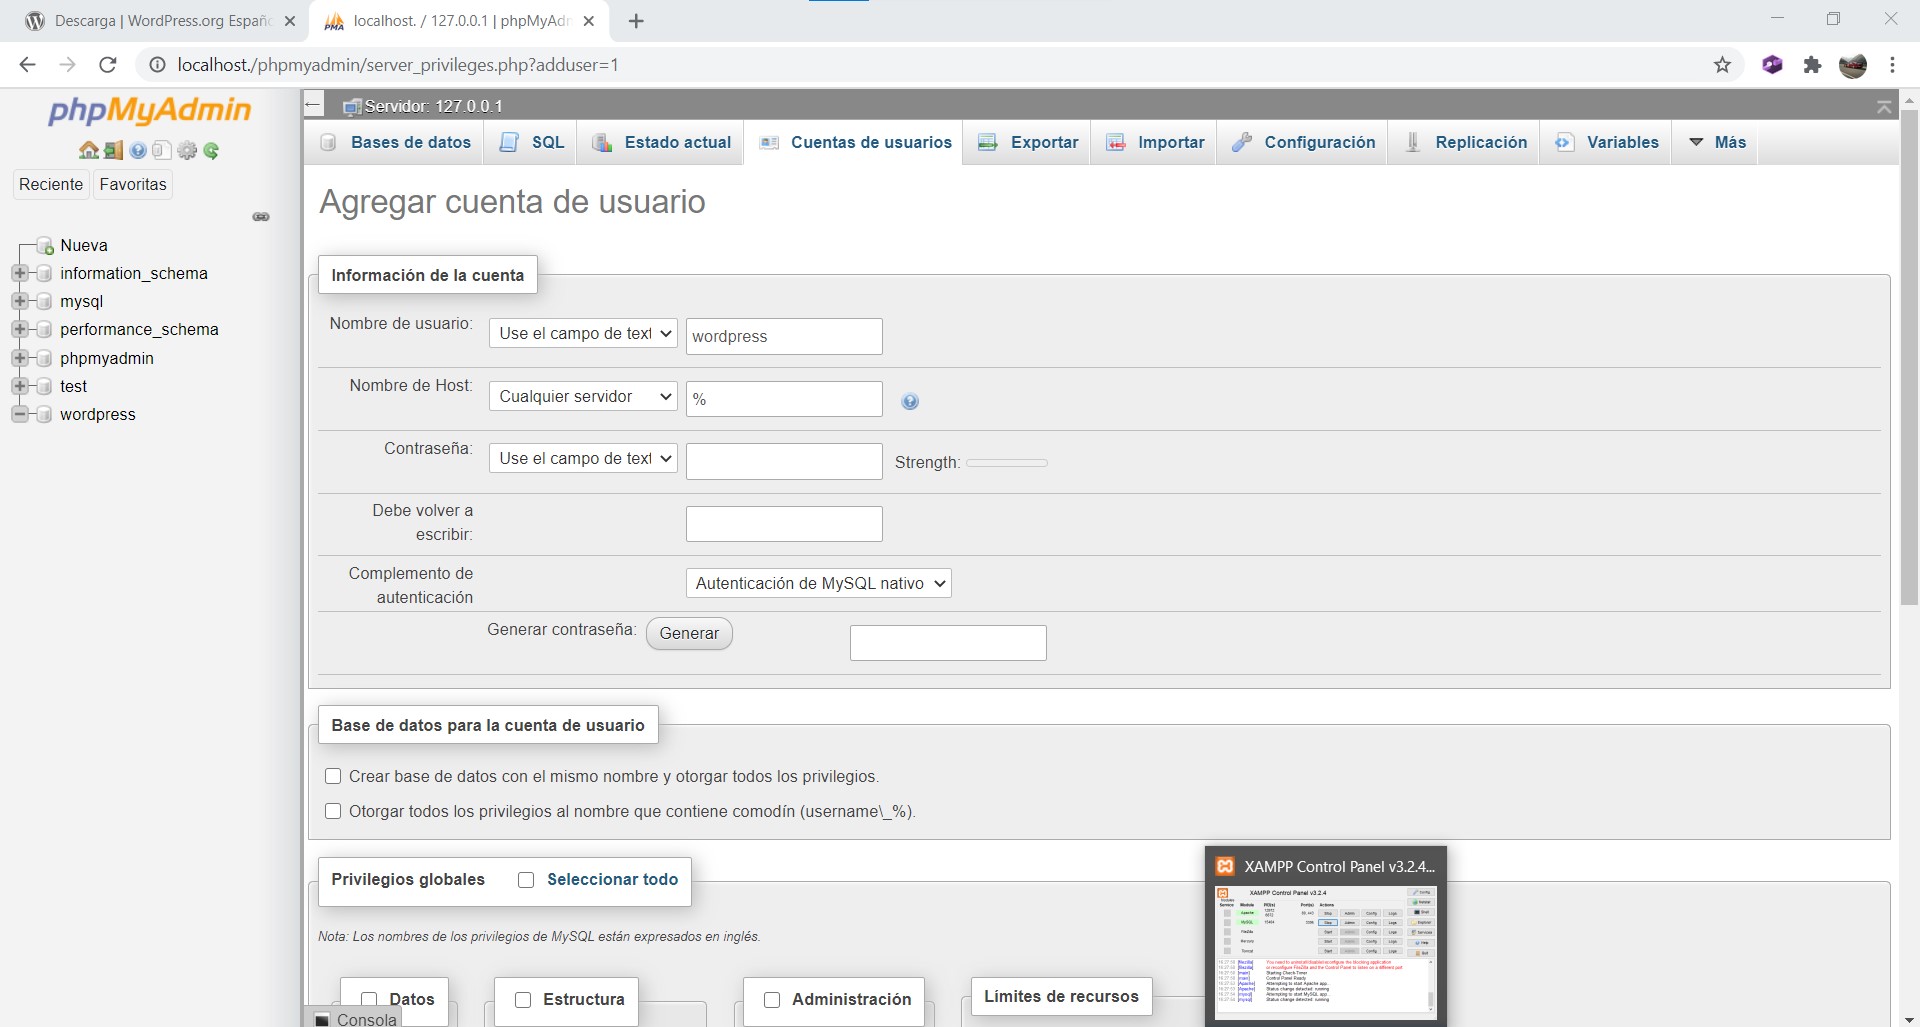 Descarga | WordPress.org Españ
localhost. / 127.0.0.1 | phpMyAdn
localhost./phpmyadmin/server_privileges.php?adduser=1
phpMyAdmin
Reciente
Favoritas
Nueva
information_schema
mysql
performance_schema
phpmyadmin
test
wordpress
Servidor: 127.0.0.1
Bases de datos
SQL
Estado actual
Cuentas de usuarios
Exportar
Importar
Configuración
Replicación
Variables
Más
Agregar cuenta de usuario
Información de la cuenta
Nombre de usuario:
Use el campo de text
wordpress
Nombre de Host:
Cualquier servidor
%
Contraseña:
Use el campo de text
Strength:
Debe volver a
escribir:
Complemento de
autenticación
Autenticación de MySQL nativo
Generar contraseña:
Generar
Base de datos para la cuenta de usuario
Crear base de datos con el mismo nombre y otorgar todos los privilegios.
Otorgar todos los privilegios al nombre que contiene comodín (username\_%).
Privilegios globales
Seleccionar todo
Nota: Los nombres de los privilegios de MySQL están expresados en inglés.
Datos
Estructura
Administración
Límites de recursos
Consola
XAMPP Control Panel v3.2.4...
XAMPP Control Panel v3.2.4